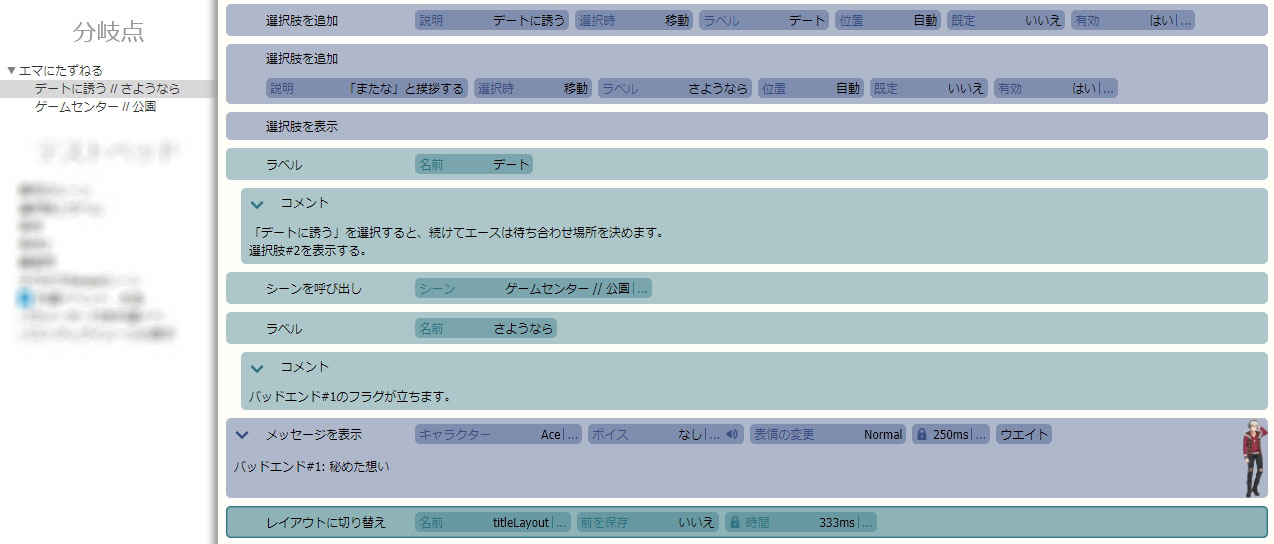 分岐点
エマにたずねる
デートに誘う // さようなら
ゲームセンター // 公園
選択肢を追加 説明 デートに誘う 選択時 移動 ラベル デート 位置 自動 既定 いいえ 有効 はい|...
選択肢を追加
説明 「またな」と挨拶する 選択時 移動 ラベル さようなら 位置 自動 既定 いいえ 有効 はい|...
選択肢を表示
ラベル 名前 デート
コメント
「デートに誘う」を選択すると、続けてエースは待ち合わせ場所を決めます。
選択肢#2を表示する。
シーンを呼び出し シーン ゲームセンター // 公園|...
ラベル 名前 さようなら
コメント
バッドエンド#1のフラグが立ちます。
メッセージを表示 キャラクター Ace|... ボイス なし|... 表情の変更 Normal 250ms|... ウエイト
バッドエンド#1: 秘めた想い
レイアウトに切り替え 名前 titleLayout|... 前を保存 いいえ 時間 333ms|...